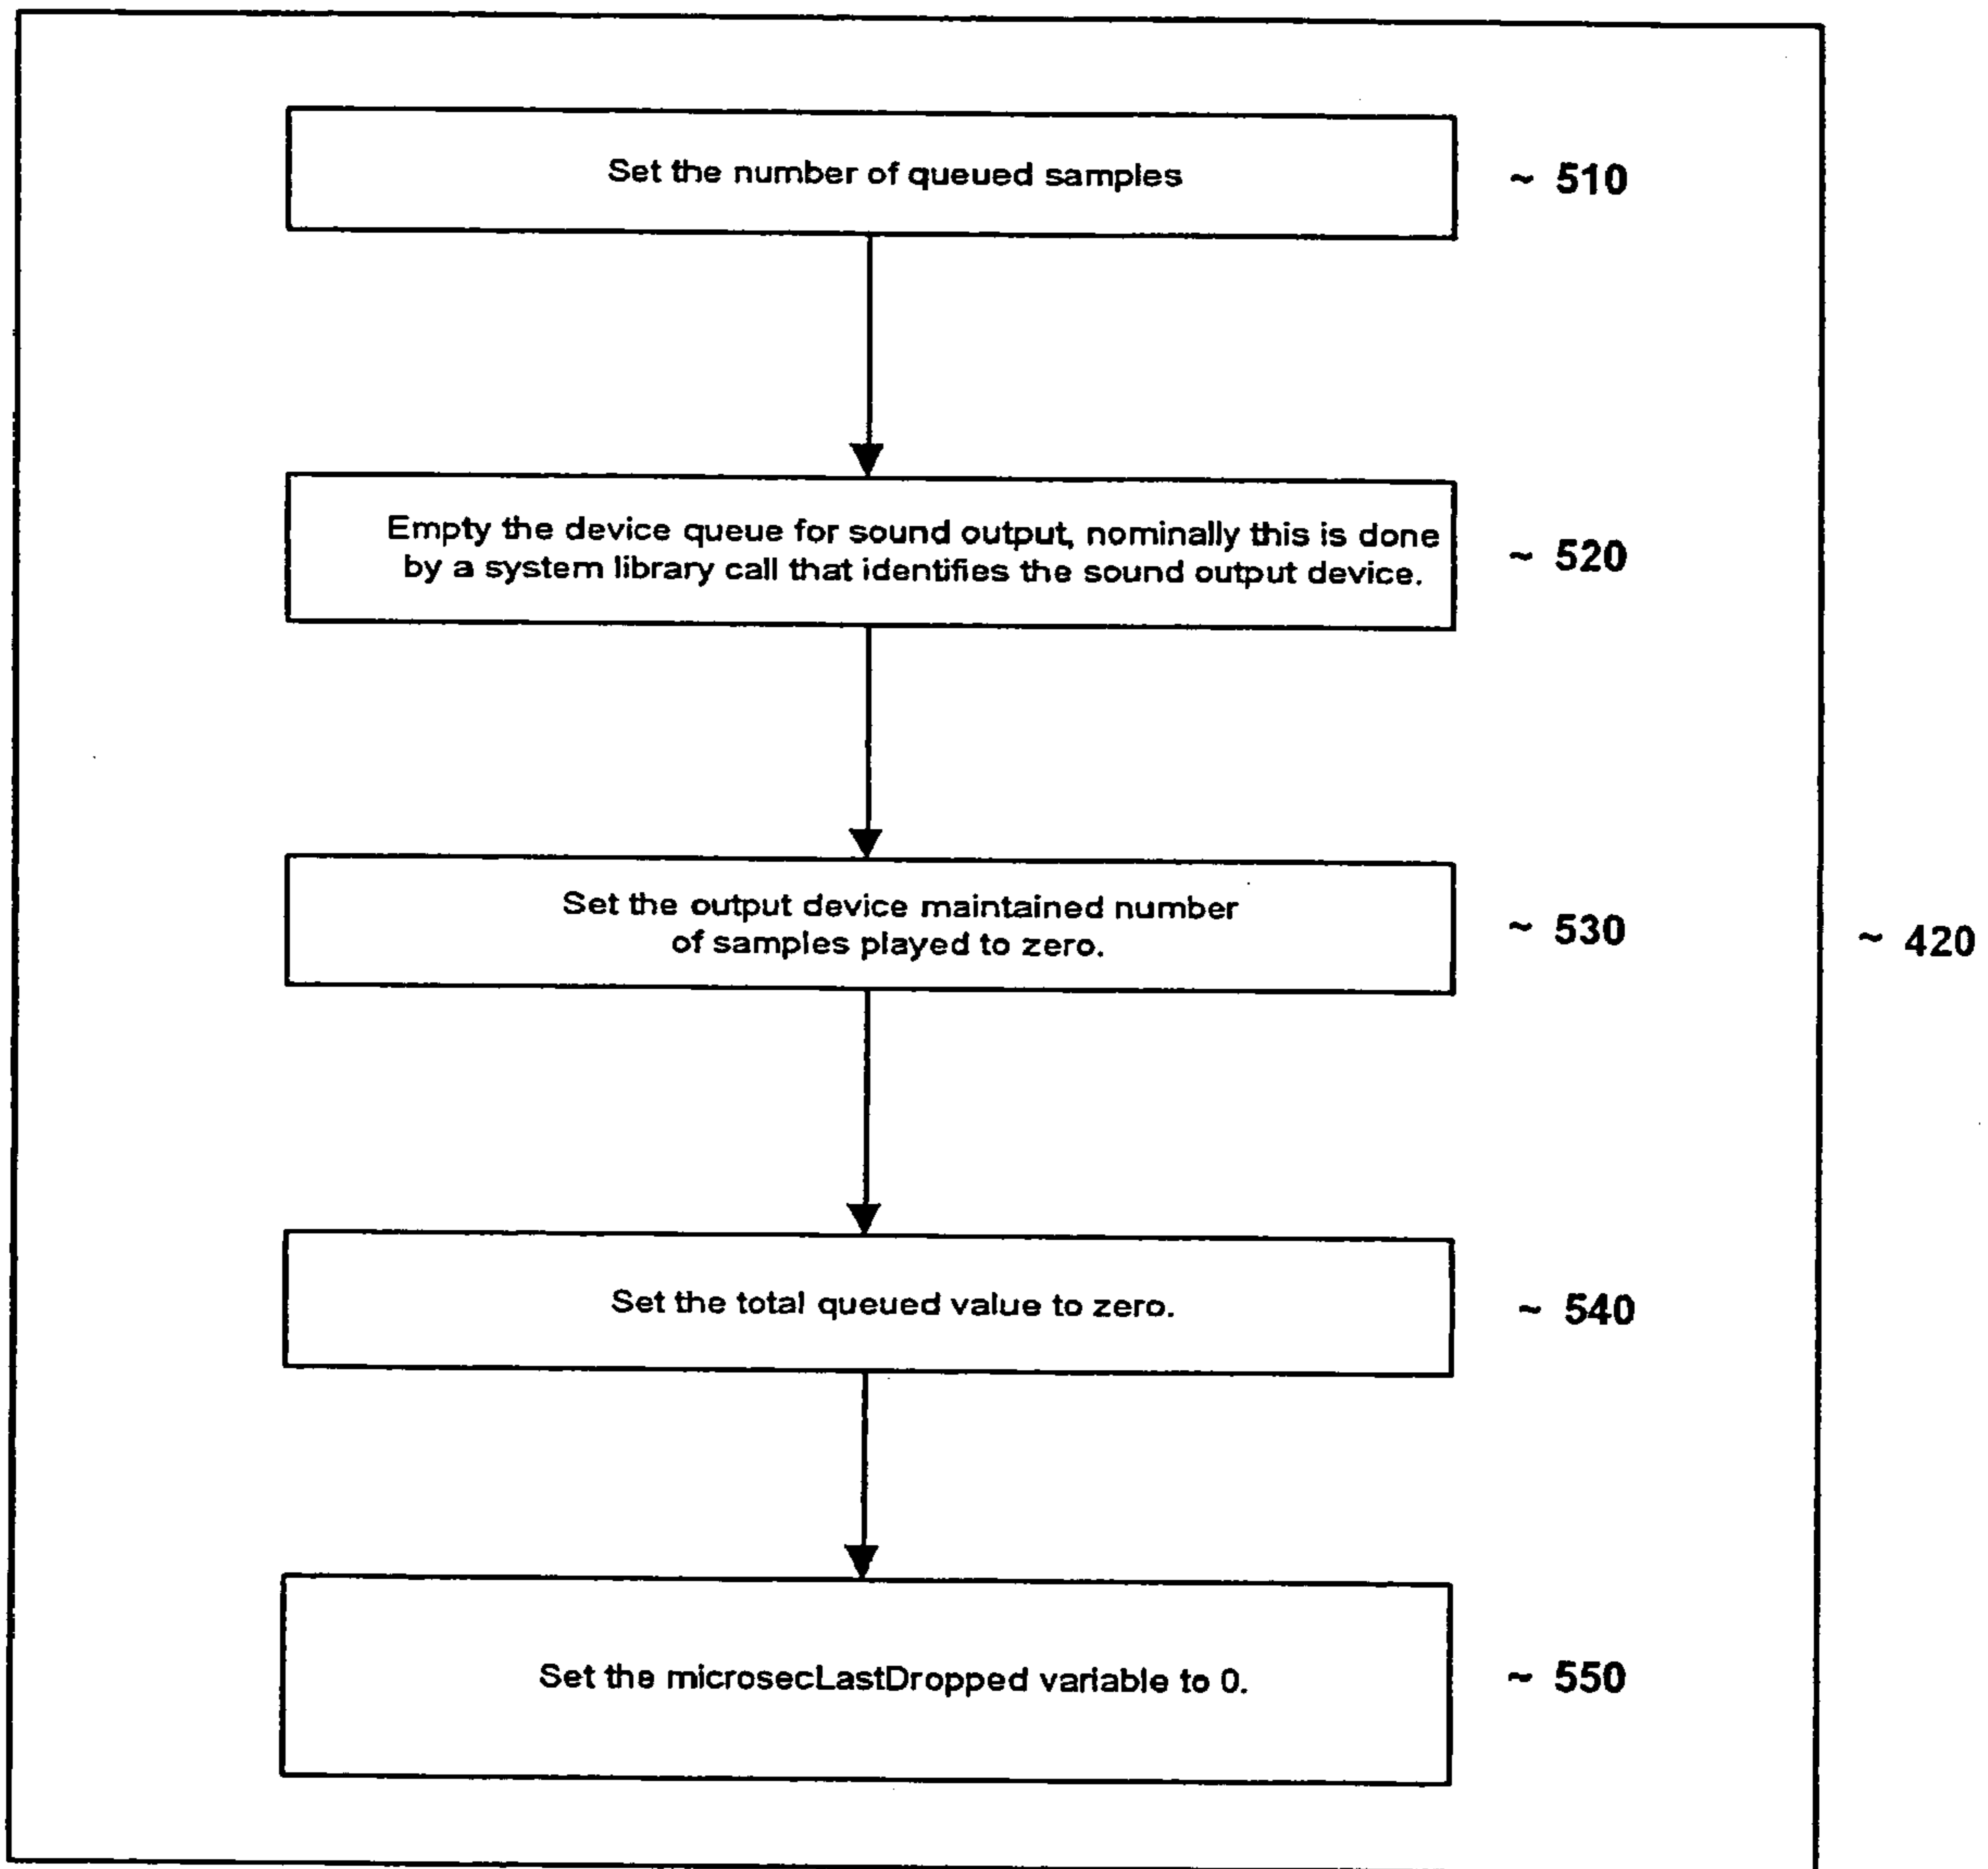 Set the number of queued samples
~ 510
Empty the device queue for sound output, nominally this is done
by a system library call that identifies the sound output device.
~ 520
Set the output device maintained number
of samples played to zero.
~ 530
~ 420
Set the total queued value to zero.
~ 540
Set the microsecLastDropped variable to 0.
~ 550